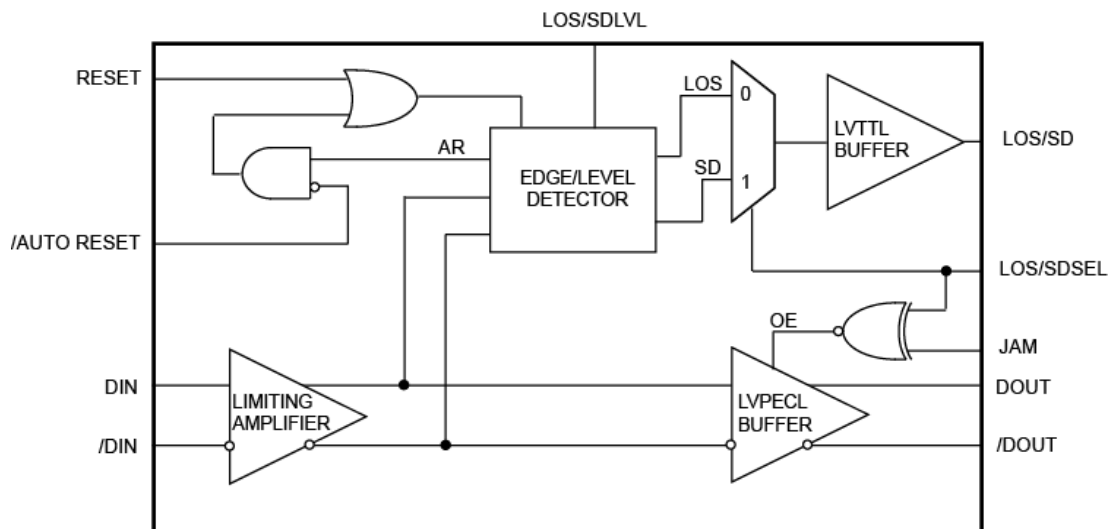 LOS/SDLVL
RESET
LOS
0
LVTTL
BUFFER
LOS/SD
AR
EDGE/LEVEL
DETECTOR
SD
1
/AUTO RESET
LOS/SDSEL
OE
JAM
DIN
LIMITING
AMPLIFIER
LVPECL
BUFFER
DOUT
/DIN
/DOUT